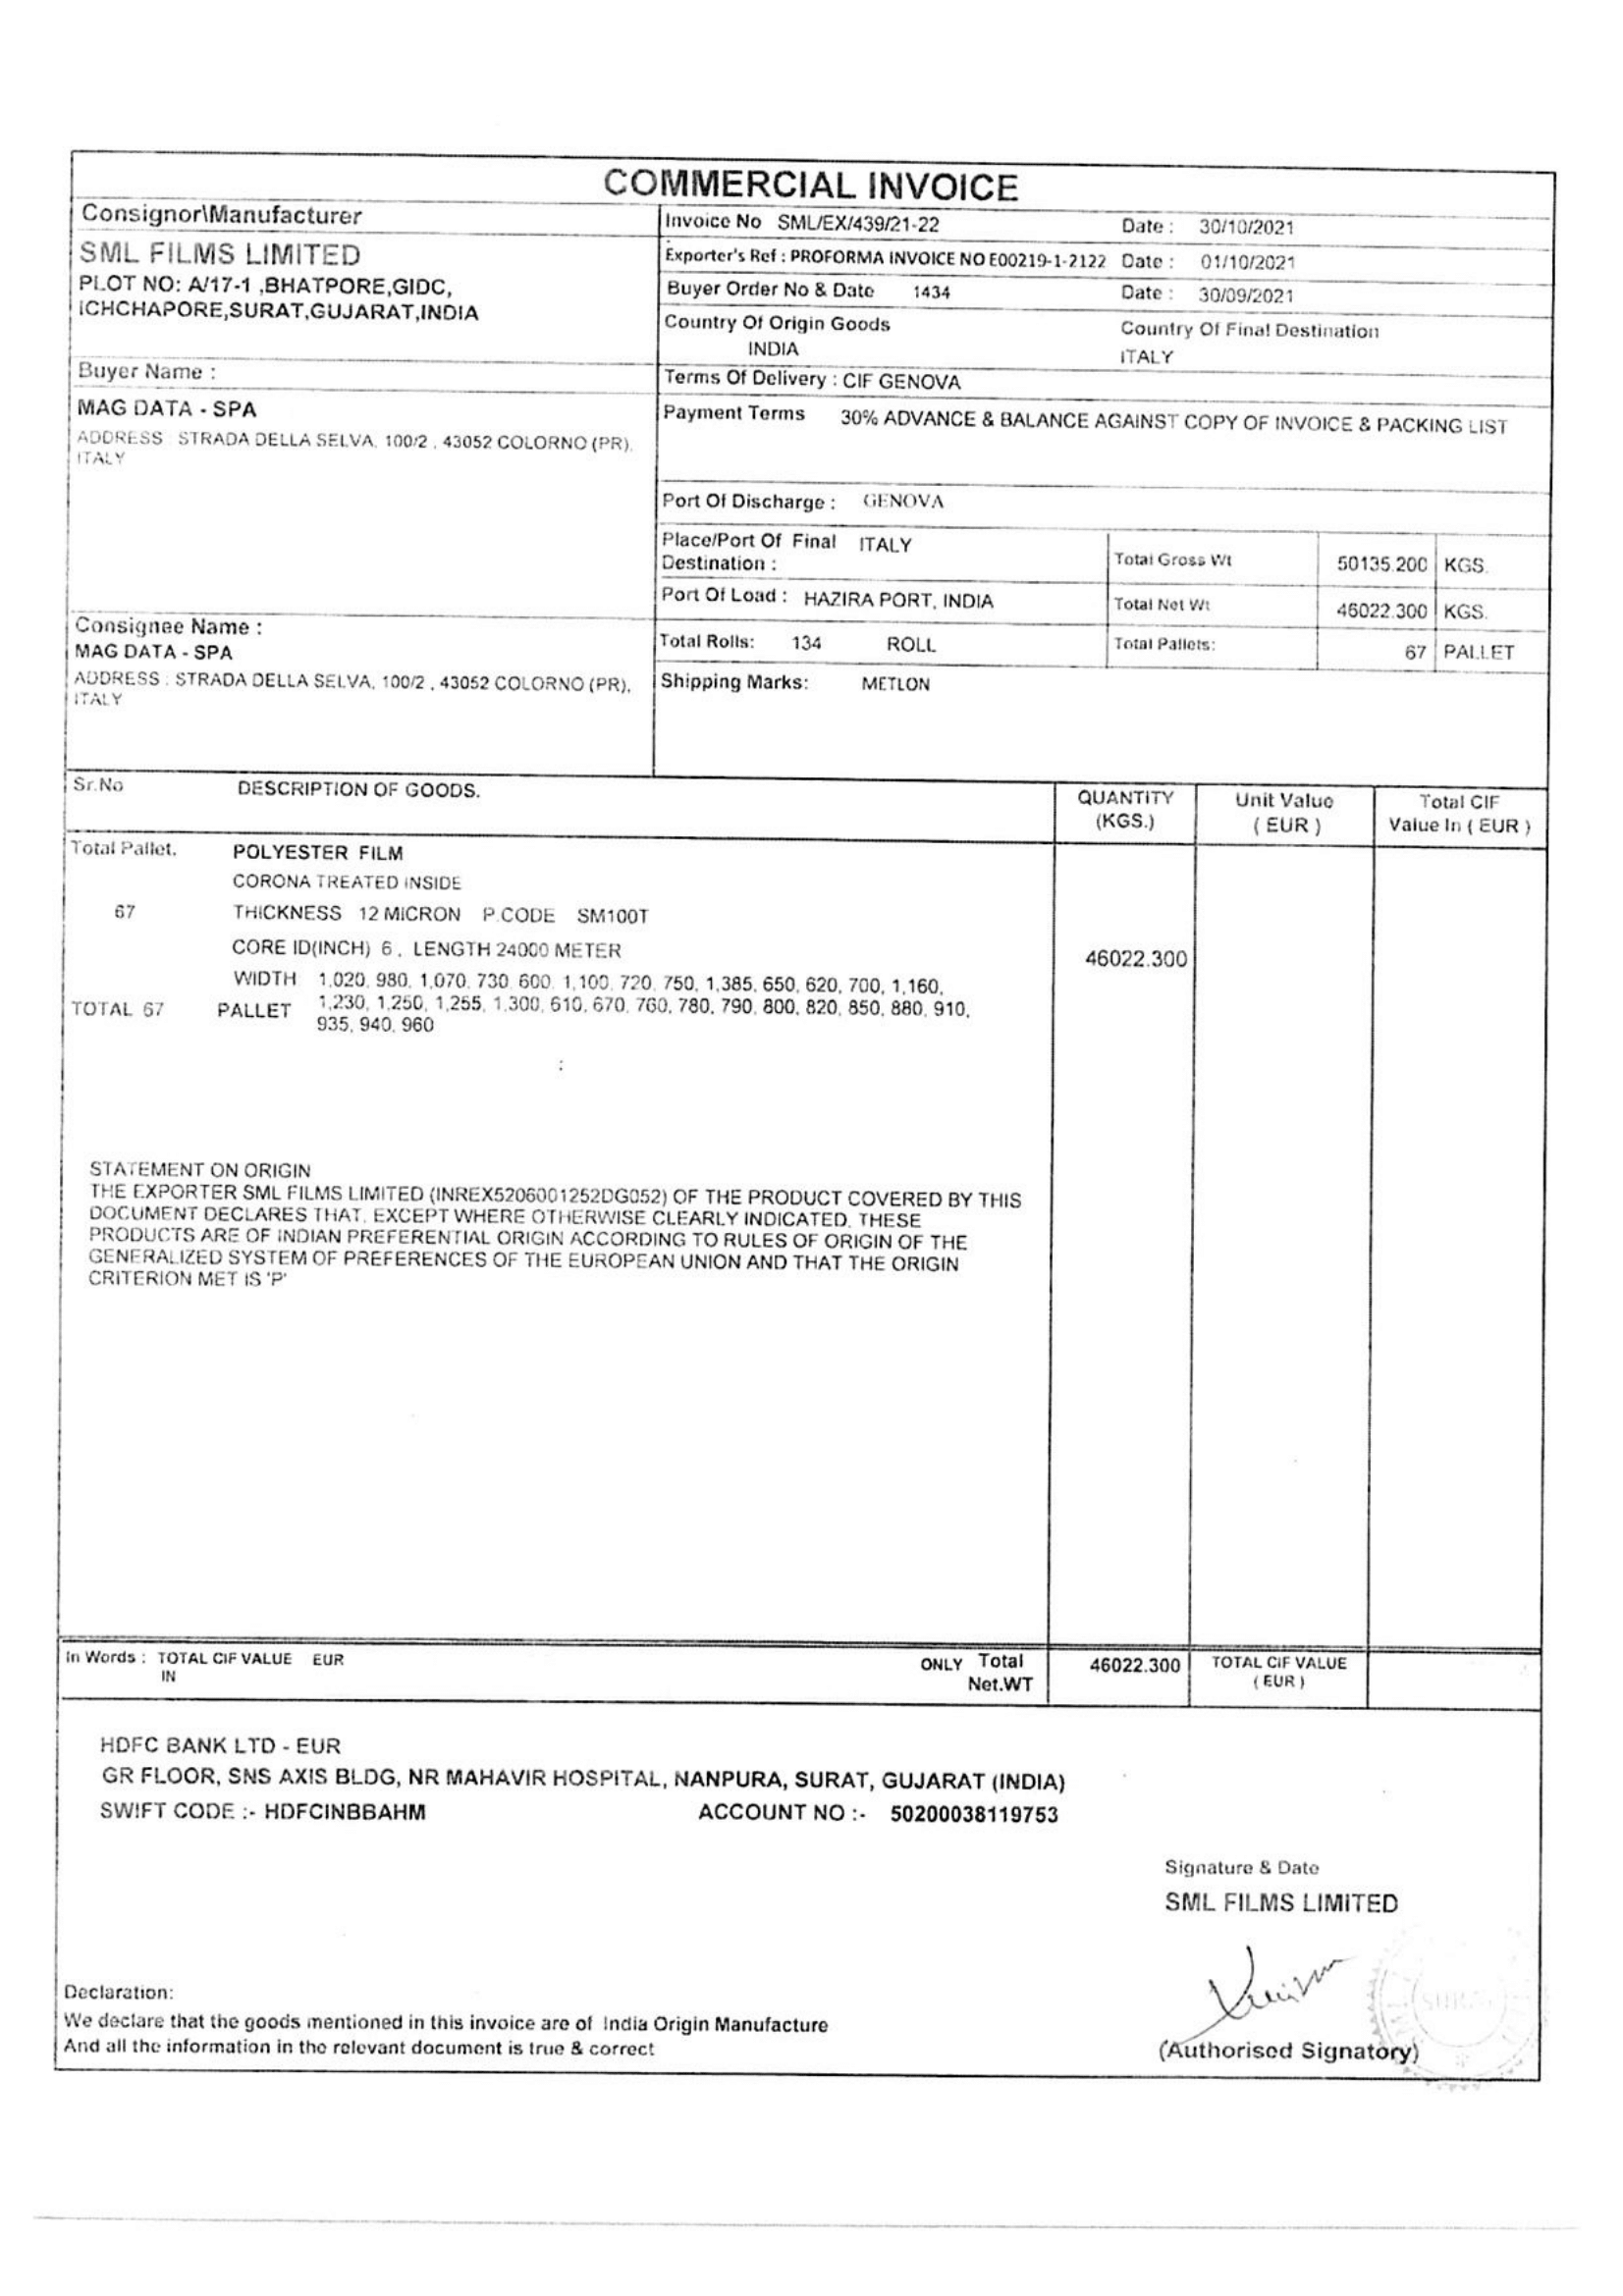 COMMERCIAL INVOICE
Consignor\Manufacturer
SML FILMS LIMITED
PLOT NO: A/17-1 ,BHATPORE,GIDC,
ICHCHAPORE,SURAT,GUJARAT,INDIA
Invoice No SML/EX/439/21-22 Date : 30/10/2021
Exporter's Ref : PROFORMA INVOICE NO E00219-1-2122 Date : 01/10/2021
Buyer Order No & Date 1434 Date : 30/09/2021
Country Of Origin Goods Country Of Final Destination
INDIA ITALY
Buyer Name :
MAG DATA - SPA
ADDRESS : STRADA DELLA SELVA, 100/2 , 43052 COLORNO (PR),
ITALY
Terms Of Delivery : CIF GENOVA
Payment Terms 30% ADVANCE & BALANCE AGAINST COPY OF INVOICE & PACKING LIST
Port Of Discharge : GENOVA
Place/Port Of Final ITALY
Destination :
Total Gross Wt 50135.200 KGS.
Port Of Load : HAZIRA PORT, INDIA Total Net Wt 46022.300 KGS.
Total Rolls: 134 ROLL Total Pallets: 67 PALLET
Consignee Name :
MAG DATA - SPA
ADDRESS : STRADA DELLA SELVA, 100/2 , 43052 COLORNO (PR),
ITALY
Shipping Marks: METLON
Sr.No DESCRIPTION OF GOODS. QUANTITY Unit Value Total CIF
(KGS.) ( EUR ) Value In ( EUR )
Total Pallet. POLYESTER FILM
CORONA TREATED INSIDE
67 THICKNESS 12 MICRON P.CODE SM100T
CORE ID(INCH) 6 , LENGTH 24000 METER 46022.300
WIDTH 1,020, 980, 1,070, 730, 600, 1,100, 720, 750, 1,385, 650, 620, 700, 1,160,
TOTAL 67 PALLET 1,230, 1,250, 1,255, 1,300, 610, 670, 760, 780, 790, 800, 820, 850, 880, 910,
935, 940, 960
:
STATEMENT ON ORIGIN
THE EXPORTER SML FILMS LIMITED (INREX5206001252DG052) OF THE PRODUCT COVERED BY THIS
DOCUMENT DECLARES THAT, EXCEPT WHERE OTHERWISE CLEARLY INDICATED, THESE
PRODUCTS ARE OF INDIAN PREFERENTIAL ORIGIN ACCORDING TO RULES OF ORIGIN OF THE
GENERALIZED SYSTEM OF PREFERENCES OF THE EUROPEAN UNION AND THAT THE ORIGIN
CRITERION MET IS 'P'
In Words : TOTAL CIF VALUE EUR ONLY Total 46022.300 TOTAL CIF VALUE
IN Net.WT ( EUR )
HDFC BANK LTD - EUR
GR FLOOR, SNS AXIS BLDG, NR MAHAVIR HOSPITAL, NANPURA, SURAT, GUJARAT (INDIA)
SWIFT CODE :- HDFCINBBAHM ACCOUNT NO :- 50200038119753
Signature & Date
SML FILMS LIMITED
Declaration:
We declare that the goods mentioned in this invoice are of India Origin Manufacture
And all the information in the relevant document is true & correct
(Authorised Signatory)